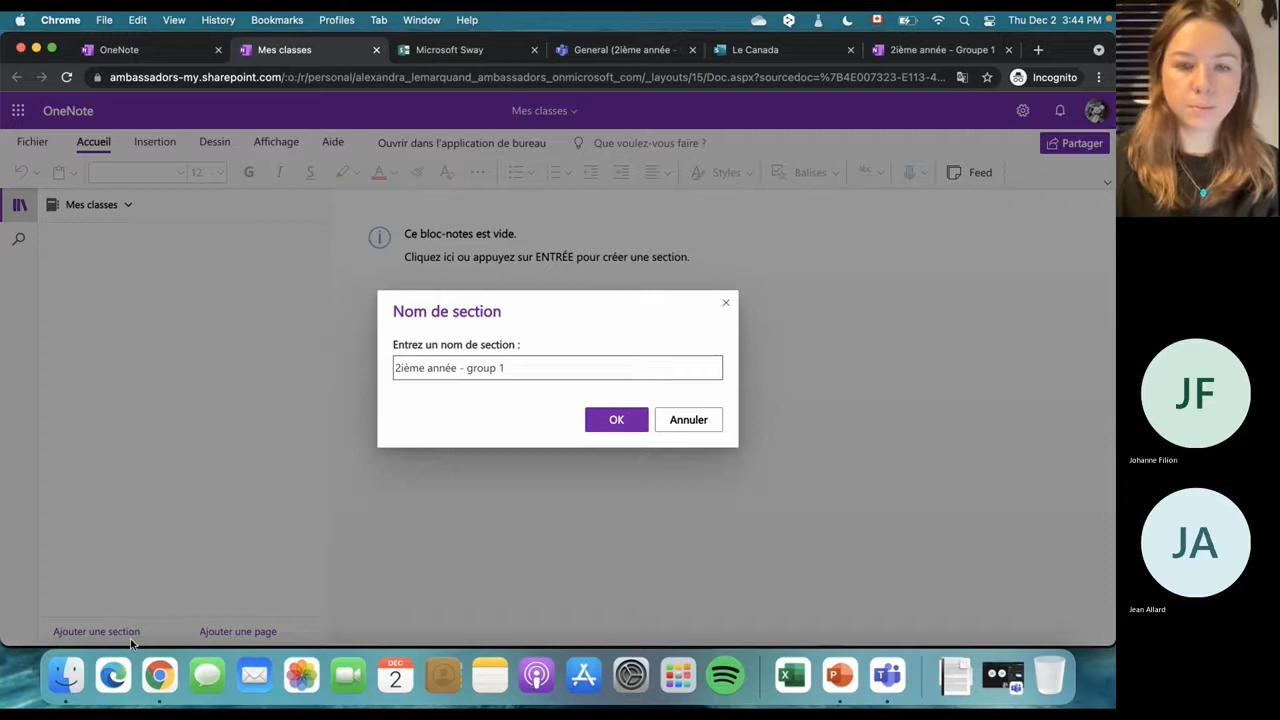 Chrome File Edit View History Bookmarks Profiles Tab Window Help Thu Dec 2 3:44 PM
OneNote Mes classes Microsoft Sway General (2ième année - Le Canada 2ième année - Groupe 1
ambassadors-my.sharepoint.com/:o:/r/personal/alexandra_lemarquand_ambassadors_onmicrosoft_com/_layouts/15/Doc.aspx?sourcedoc=%7B4E007323-E113-4... Incognito
OneNote Mes classes
Fichier Accueil Insertion Dessin Affichage Aide Ouvrir dans l'application de bureau Que voulez-vous faire ? Partager
12 G I S A A Styles Balises abc Feed
Mes classes
Ce bloc-notes est vide.
Cliquez ici ou appuyez sur ENTRÉE pour créer une section.
Nom de section
Entrez un nom de section :
2ième année - group 1
OK Annuler
Ajouter une section Ajouter une page
DEC
2
JF
Johanne Filion
JA
Jean Allard